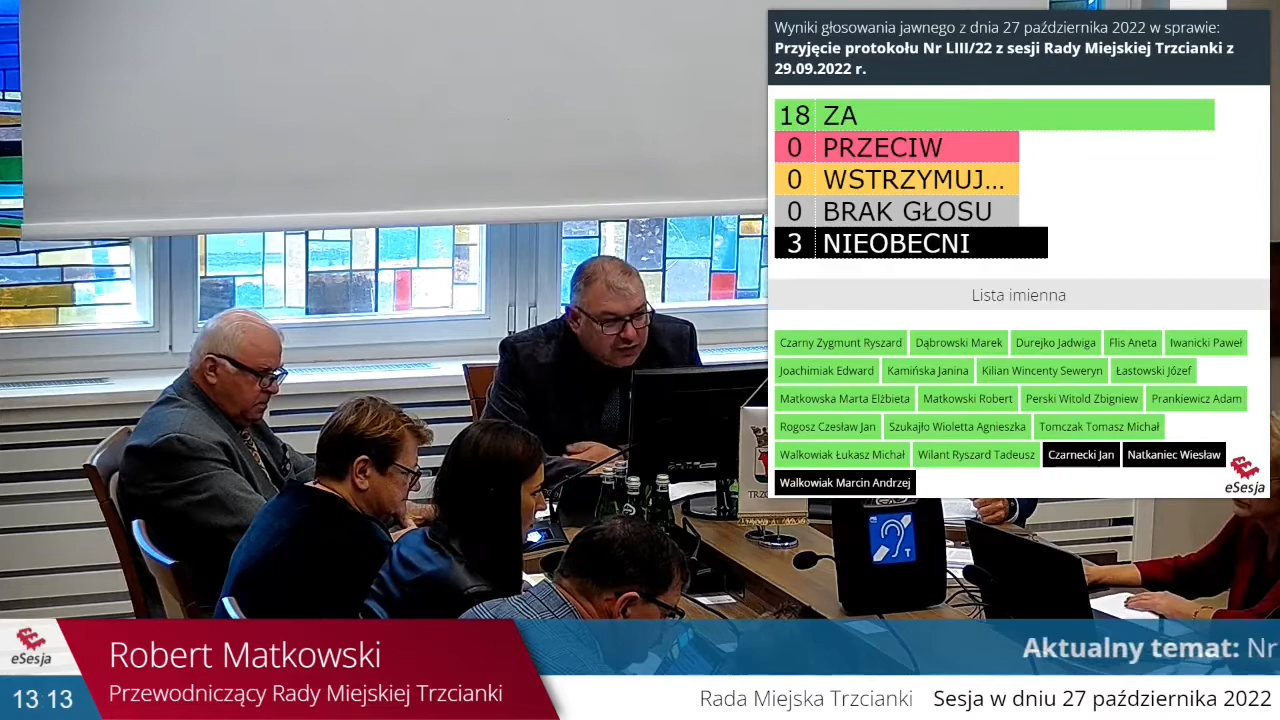 Wyniki głosowania jawnego z dnia 27 października 2022 w sprawie:
Przyjęcie protokołu Nr LIII/22 z sesji Rady Miejskiej Trzcianki z
29.09.2022 r.
18 ZA
0 PRZECIW
0 WSTRZYMUJ...
0 BRAK GŁOSU
3 NIEOBECNI
Lista imienna
Czarny Zygmunt Ryszard Dąbrowski Marek Durejko Jadwiga Flis Aneta Iwanicki Paweł
Joachimiak Edward Kamińska Janina Kilian Wincenty Seweryn Łastowski Józef
Matkowska Marta Elżbieta Matkowski Robert Perski Witold Zbigniew Prankiewicz Adam
Rogosz Czesław Jan Szukajło Wioletta Agnieszka Tomczak Tomasz Michał
Walkowiak Łukasz Michał Wilant Ryszard Tadeusz Czarnecki Jan Natkaniec Wiesław
Walkowiak Marcin Andrzej
eSesja
T
eSesja
Robert Matkowski
Przewodniczący Rady Miejskiej Trzcianki
Aktualny temat: Nr
13 13
Rada Miejska Trzcianki Sesja w dniu 27 października 2022